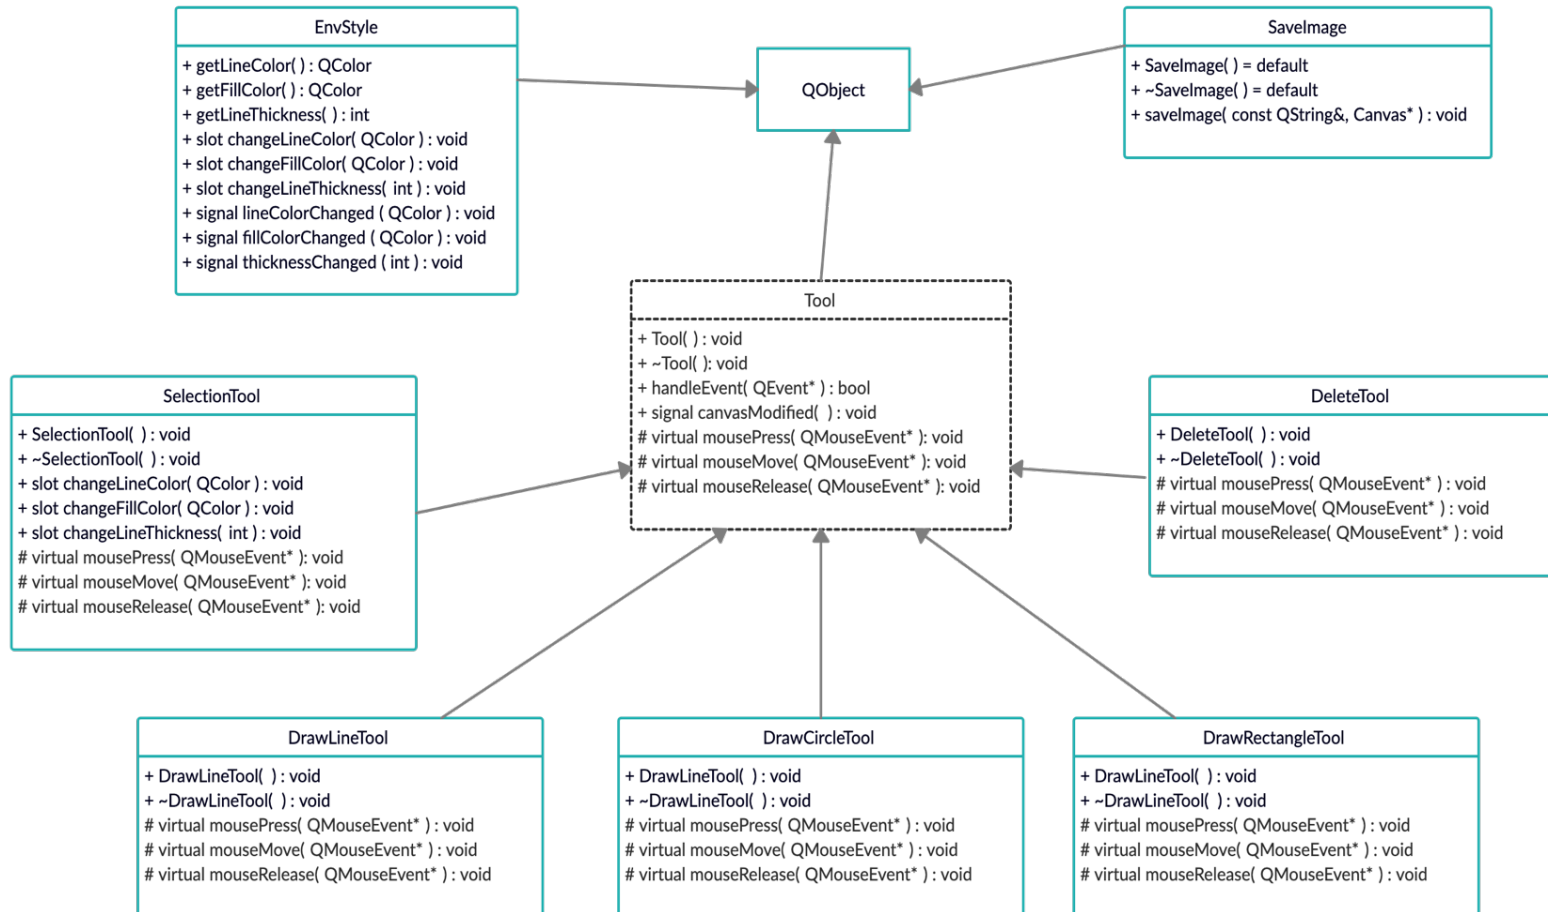 EnvStyle
+ getLineColor( ) : QColor
+ getFillColor( ) : QColor
+ getLineThickness( ) : int
+ slot changeLineColor( QColor ) : void
+ slot changeFillColor( QColor ) : void
+ slot changeLineThickness( int ) : void
+ signal lineColorChanged ( QColor ) : void
+ signal fillColorChanged ( QColor ) : void
+ signal thicknessChanged ( int ) : void
QObject
SaveImage
+ SaveImage( ) = default
+ ~SaveImage( ) = default
+ saveImage( const QString&, Canvas* ) : void
Tool
+ Tool( ) : void
+ ~Tool( ): void
+ handleEvent( QEvent* ) : bool
+ signal canvasModified( ) : void
# virtual mousePress( QMouseEvent* ): void
# virtual mouseMove( QMouseEvent* ): void
# virtual mouseRelease( QMouseEvent* ): void
SelectionTool
+ SelectionTool( ) : void
+ ~SelectionTool( ) : void
+ slot changeLineColor( QColor ) : void
+ slot changeFillColor( QColor ) : void
+ slot changeLineThickness( int ) : void
# virtual mousePress( QMouseEvent* ): void
# virtual mouseMove( QMouseEvent* ): void
# virtual mouseRelease( QMouseEvent* ): void
DeleteTool
+ DeleteTool( ) : void
+ ~DeleteTool( ) : void
# virtual mousePress( QMouseEvent* ) : void
# virtual mouseMove( QMouseEvent* ) : void
# virtual mouseRelease( QMouseEvent* ) : void
DrawLineTool
+ DrawLineTool( ) : void
+ ~DrawLineTool( ) : void
# virtual mousePress( QMouseEvent* ) : void
# virtual mouseMove( QMouseEvent* ) : void
# virtual mouseRelease( QMouseEvent* ) : void
DrawCircleTool
+ DrawLineTool( ) : void
+ ~DrawLineTool( ) : void
# virtual mousePress( QMouseEvent* ) : void
# virtual mouseMove( QMouseEvent* ) : void
# virtual mouseRelease( QMouseEvent* ) : void
DrawRectangleTool
+ DrawLineTool( ) : void
+ ~DrawLineTool( ) : void
# virtual mousePress( QMouseEvent* ) : void
# virtual mouseMove( QMouseEvent* ) : void
# virtual mouseRelease( QMouseEvent* ) : void